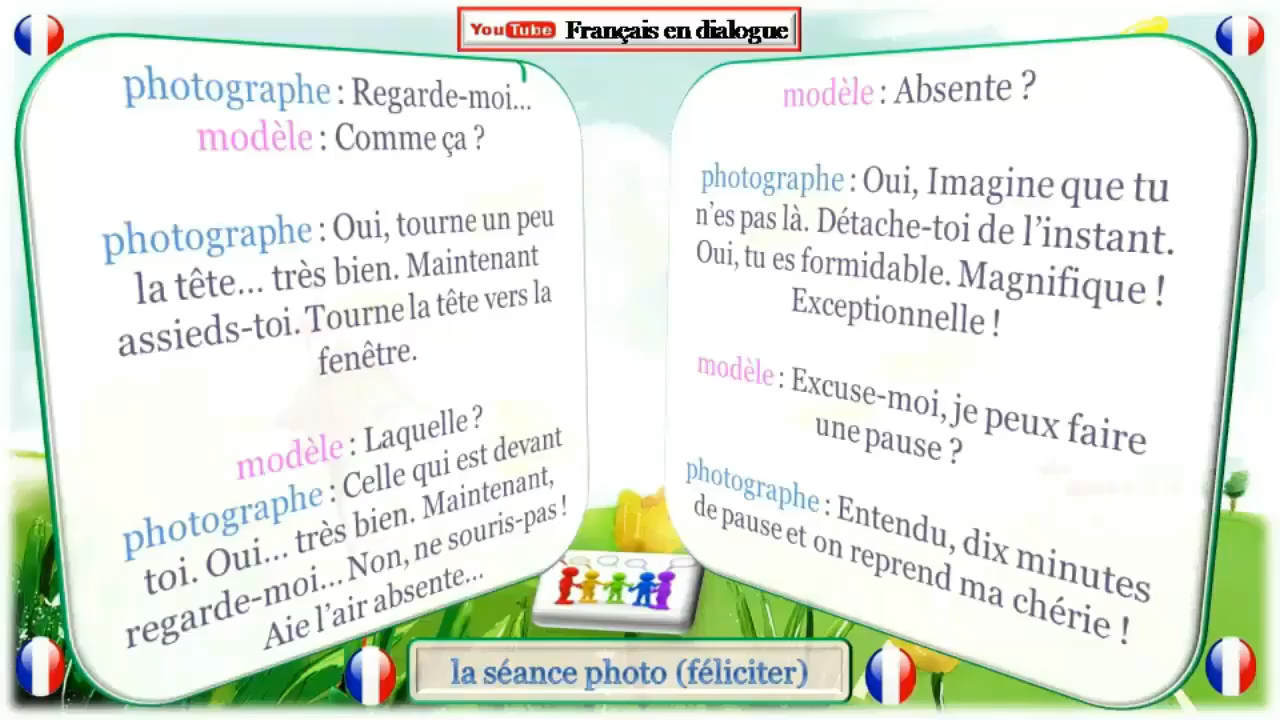 YouTube Français en dialogue
photographe : Regarde-moi...
modèle : Comme ça ?
photographe : Oui, tourne un peu
la tête... très bien. Maintenant
assieds-toi. Tourne la tête vers la
fenêtre.
modèle : Laquelle ?
photographe : Celle qui est devant
toi. Oui... très bien. Maintenant,
regarde-moi... Non, ne souris-pas !
Aie l'air absente...
modèle : Absente ?
photographe : Oui, Imagine que tu
n'es pas là. Détache-toi de l'instant.
Oui, tu es formidable. Magnifique !
Exceptionnelle !
modèle : Excuse-moi, je peux faire
une pause ?
photographe : Entendu, dix minutes
de pause et on reprend ma chérie !
la séance photo (féliciter)